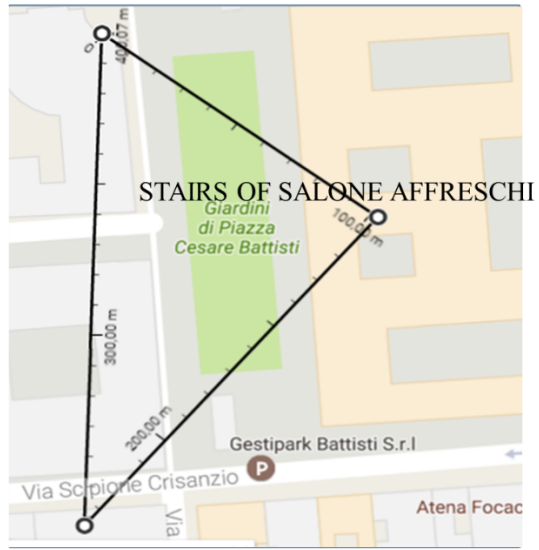 0.
400,07 m
STAIRS OF SALONE AFFRESCHI
Giardini
di Piazza
Cesare Battisti
100,00 m
300,00 m
200,00 m
Gestipark Battisti S.r.l
P
Via Scipione Crisanzio
Via
Atena Focac